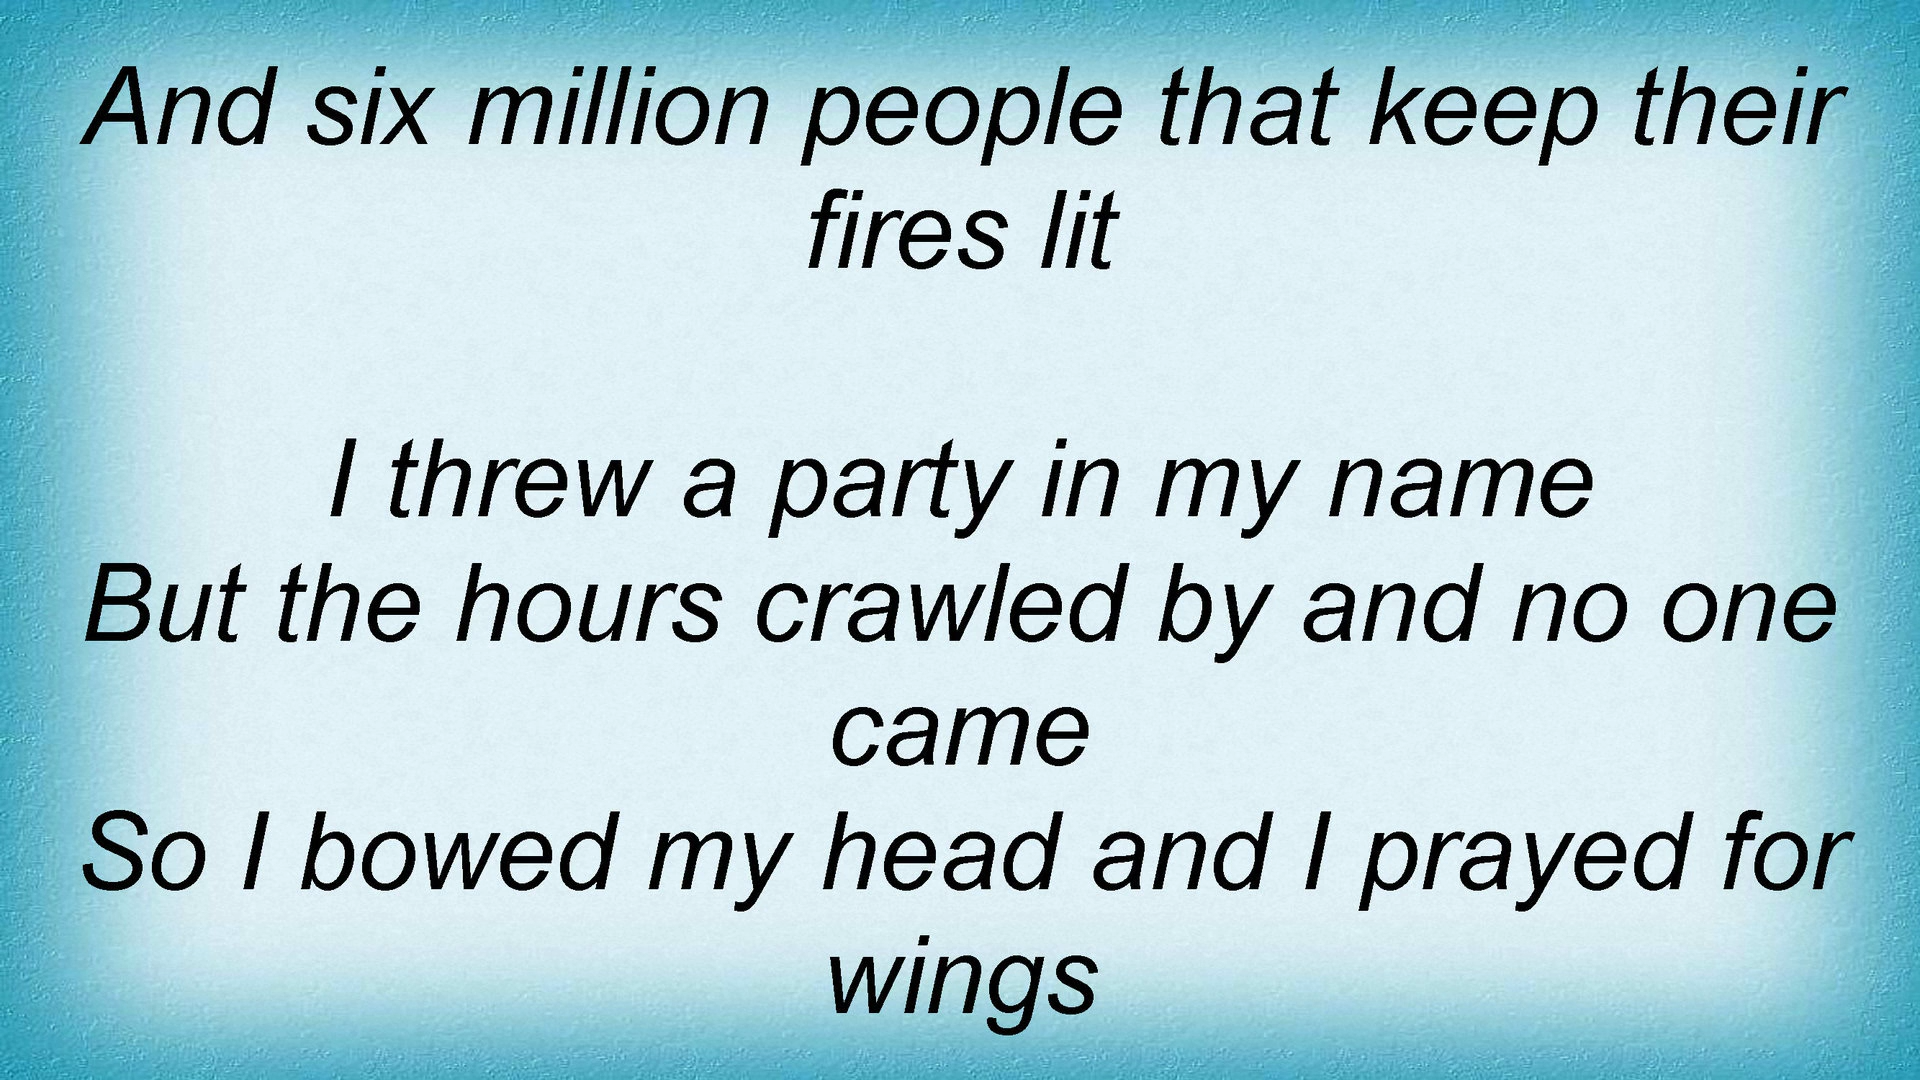 And six million people that keep their
fires lit
I threw a party in my name
But the hours crawled by and no one
came
So I bowed my head and I prayed for
wings